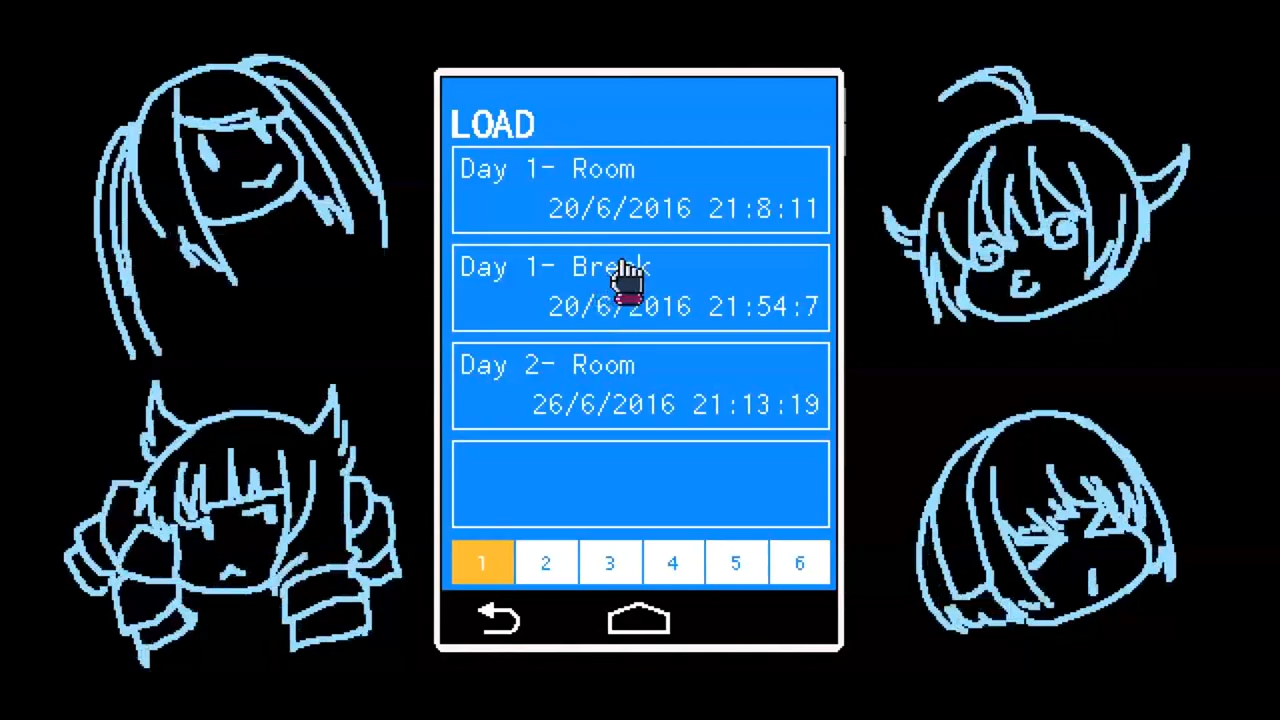 LOAD
Day 1- Room
20/6/2016 21:8:11
Day 1- Break
20/6/2016 21:54:7
Day 2- Room
26/6/2016 21:13:19
1 2 3 4 5 6